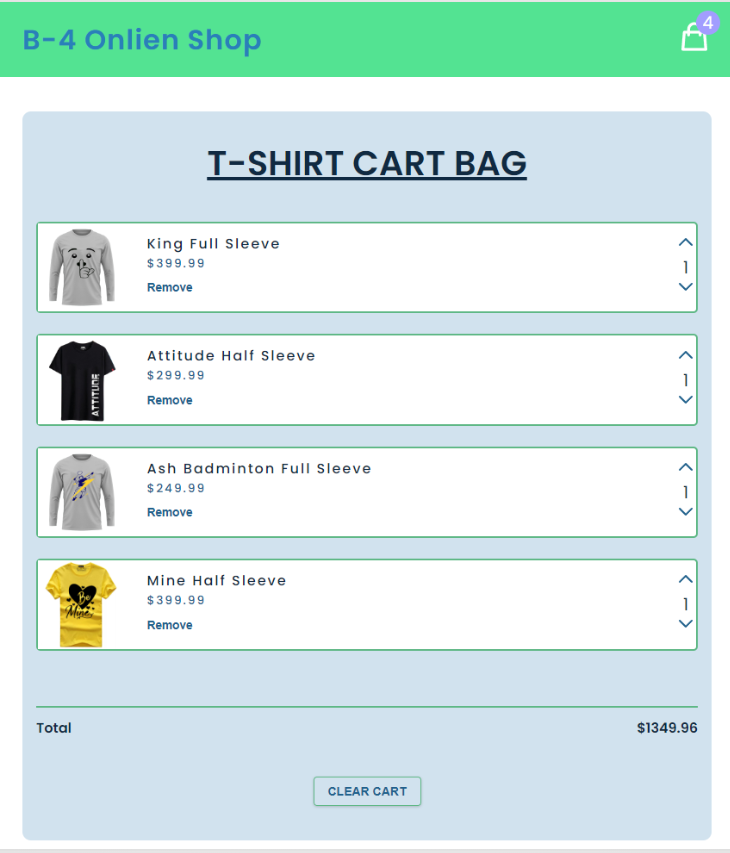 B-4 Onlien Shop
4
T-SHIRT CART BAG
King Full Sleeve
$399.99
Remove
1
Attitude Half Sleeve
$299.99
Remove
1
ATTITUDE
Ash Badminton Full Sleeve
$249.99
Remove
1
Mine Half Sleeve
$399.99
Remove
1
Be
Mine
Total
$1349.96
CLEAR CART